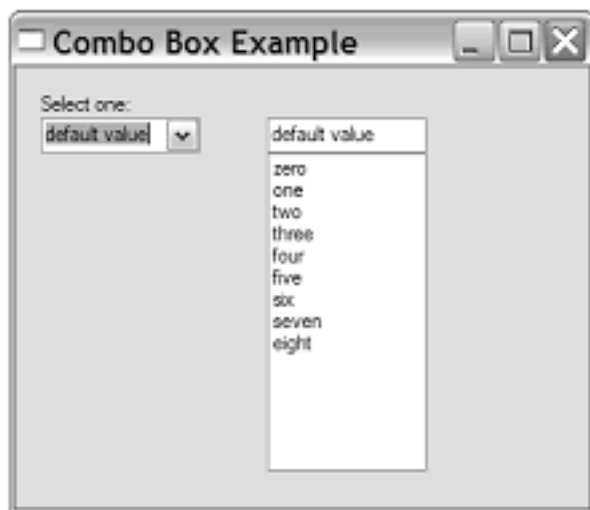 Combo Box Example
Select one:
default value
default value
zero
one
two
three
four
five
six
seven
eight